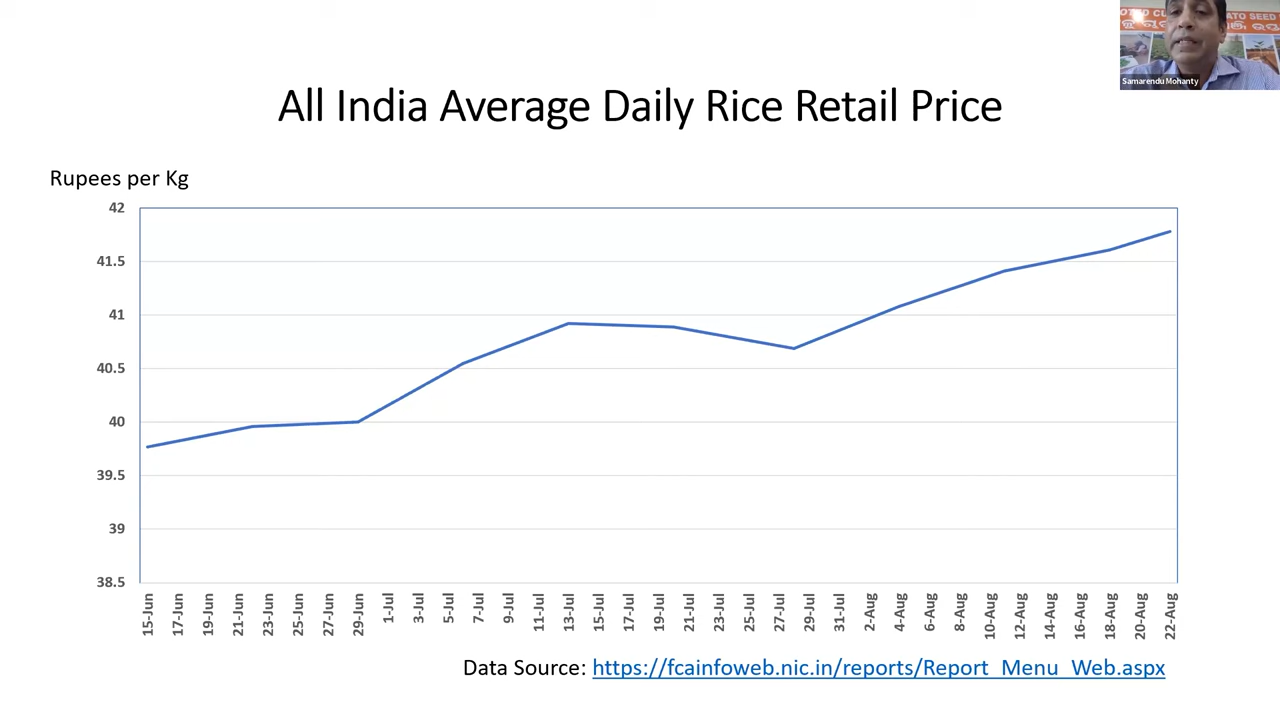 OTED CU
ATO SEED
Samarendu Mohanty
All India Average Daily Rice Retail Price
Rupees per Kg
42
41.5
41
40.5
40
39.5
39
38.5
15-Jun 17-Jun 19-Jun 21-Jun 23-Jun 25-Jun 27-Jun 29-Jun 1-Jul 3-Jul 5-Jul 7-Jul 9-Jul 11-Jul 13-Jul 15-Jul 17-Jul 19-Jul 21-Jul 23-Jul 25-Jul 27-Jul 29-Jul 31-Jul 2-Aug 4-Aug 6-Aug 8-Aug 10-Aug 12-Aug 14-Aug 16-Aug 18-Aug 20-Aug 22-Aug
Data Source: https://fcainfoweb.nic.in/reports/Report_Menu_Web.aspx